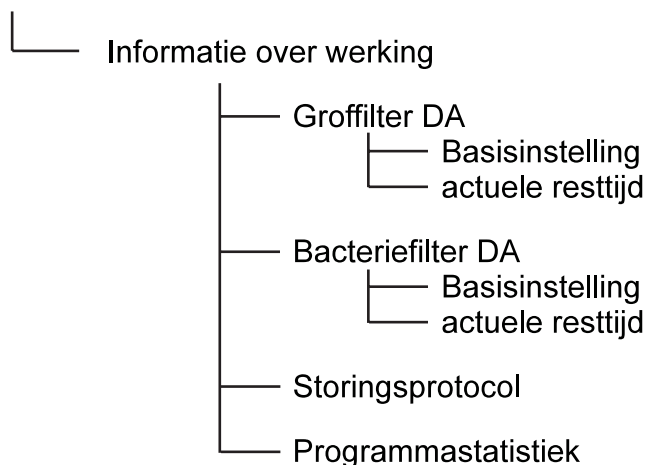 Informatie over werking
Groffilter DA
Basisinstelling
actuele resttijd
Bacteriefilter DA
Basisinstelling
actuele resttijd
Storingsprotocol
Programmastatistiek